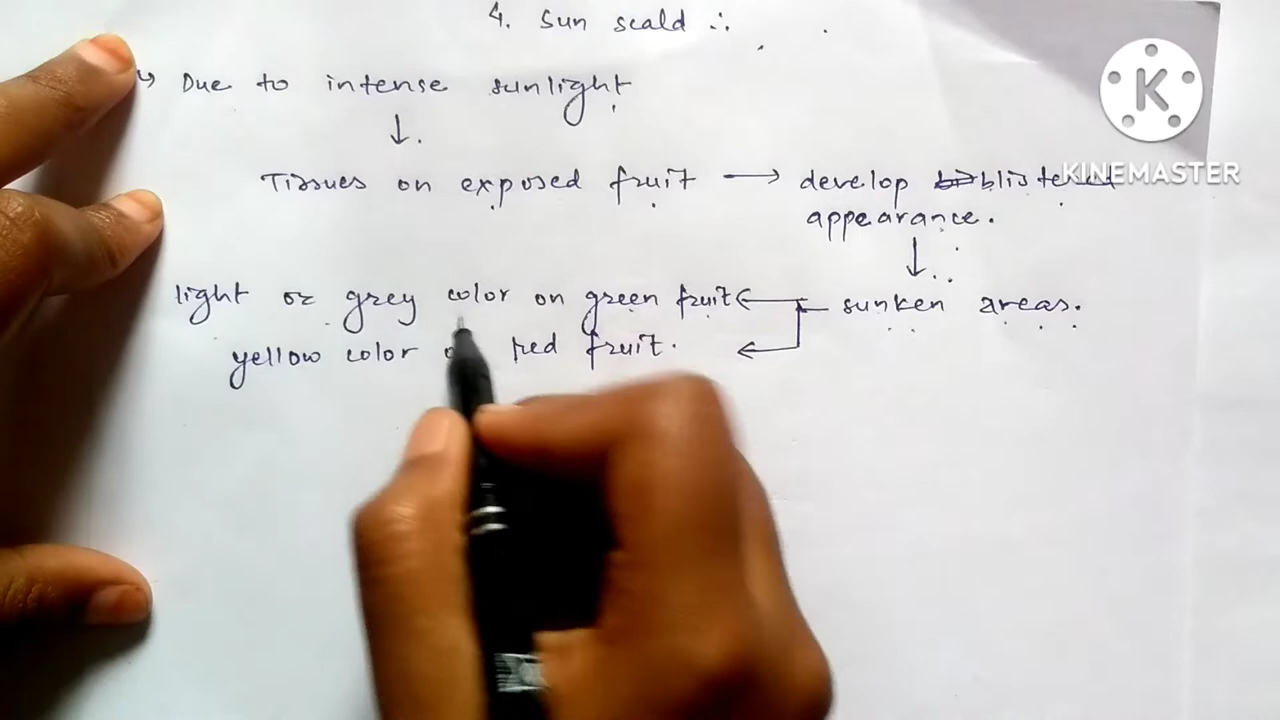 4. Sun scald :
Due to intense sunlight
↓
Tissues on exposed fruit → develop blistered
appearance.
↓
light or grey color on green fruit ← sunken areas.
yellow color red fruit. ←
K
KINEMASTER